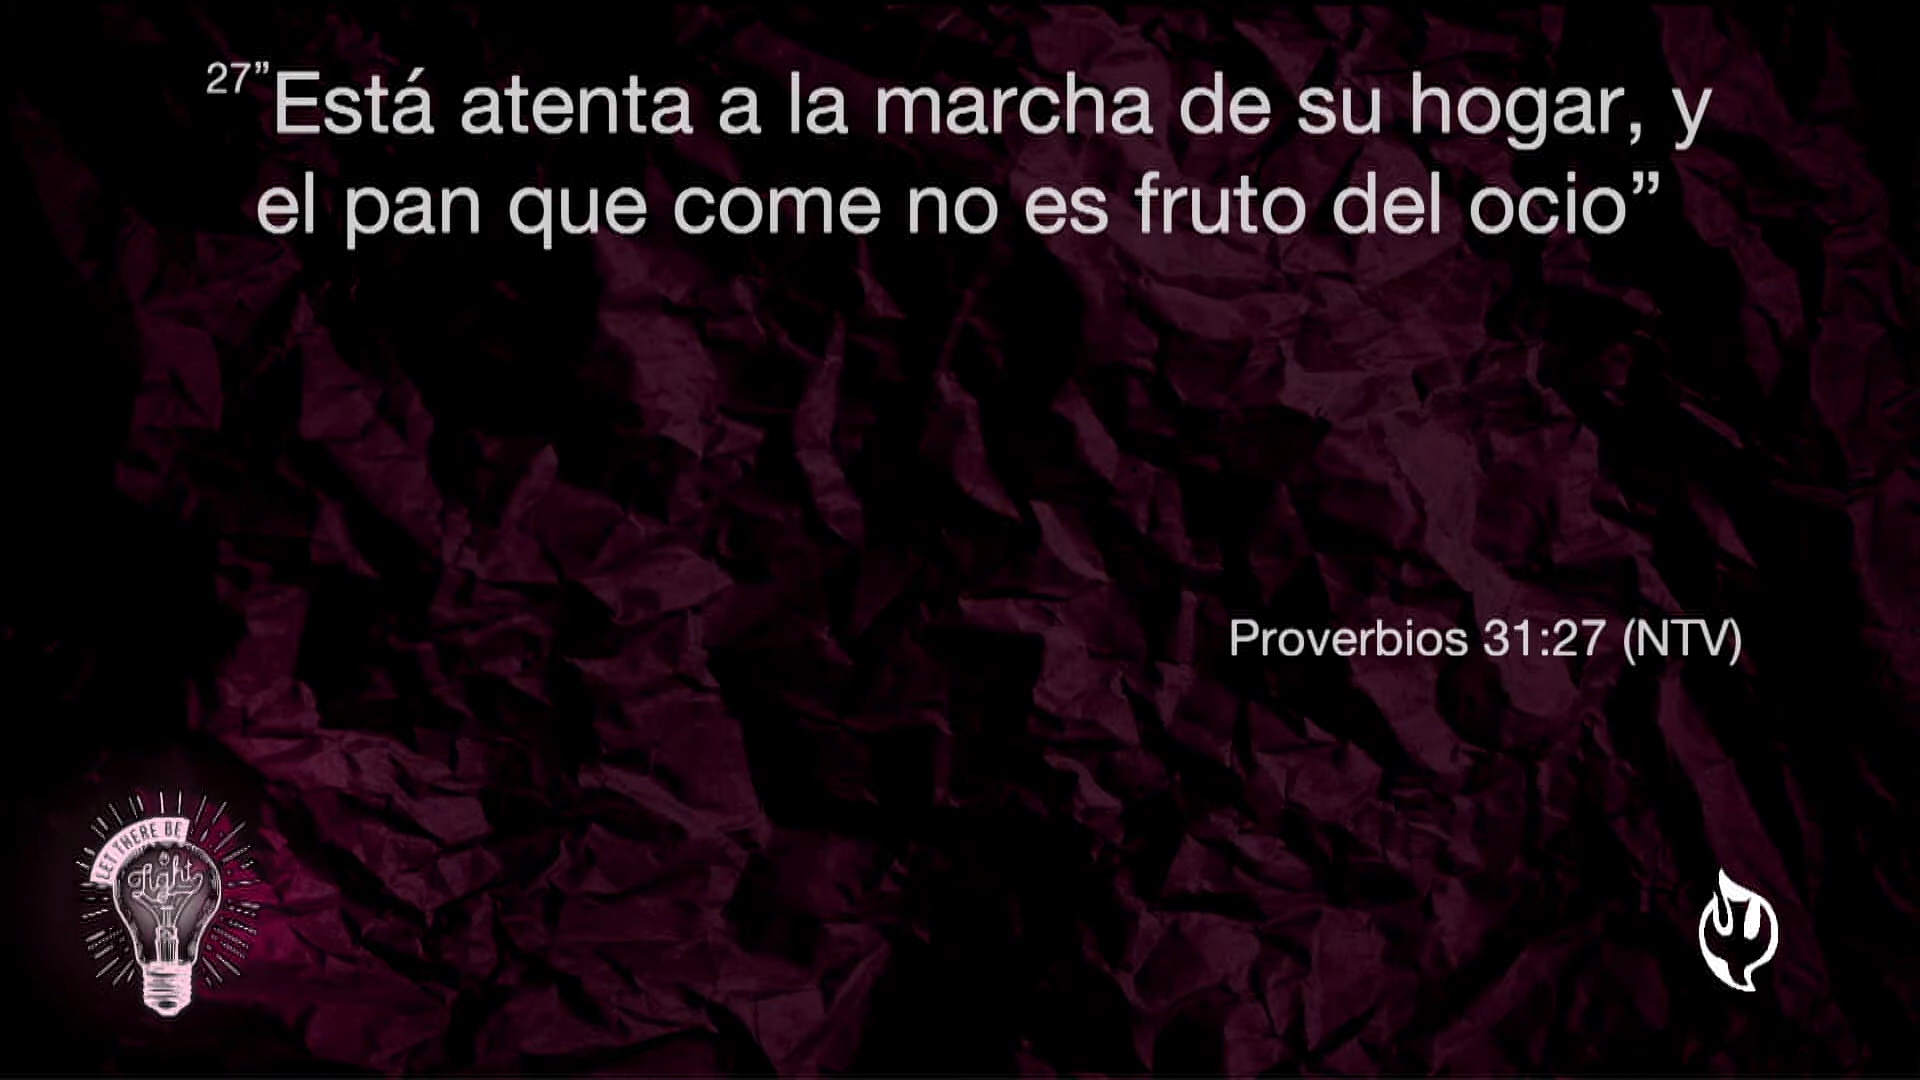 27”Está atenta a la marcha de su hogar, y
el pan que come no es fruto del ocio”
Proverbios 31:27 (NTV)
LET THERE BE
Light